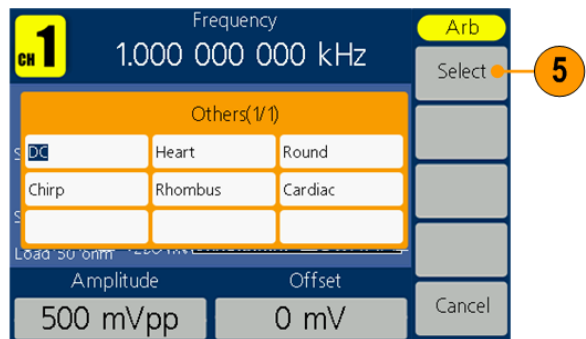 CH 1
Frequency
1.000 000 000 kHz
Arb
Select
5
Others(1/1)
DC
Heart
Round
Chirp
Rhombus
Cardiac
Load 50 ohm
Amplitude
Offset
500 mVpp
0 mV
Cancel